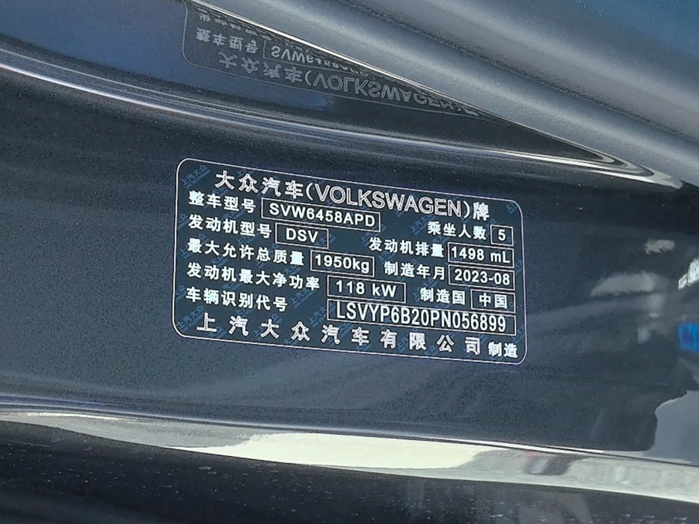 大众汽车(VOLKSWAGEN)牌
整车型号 SVW6458APD 乘坐人数 5
发动机型号 DSV 发动机排量 1498 mL
最大允许总质量 1950kg 制造年月 2023-08
发动机最大净功率 118 kW 制造国 中国
车辆识别代号 LSVYP6B20PN056899
上汽大众汽车有限公司 制造